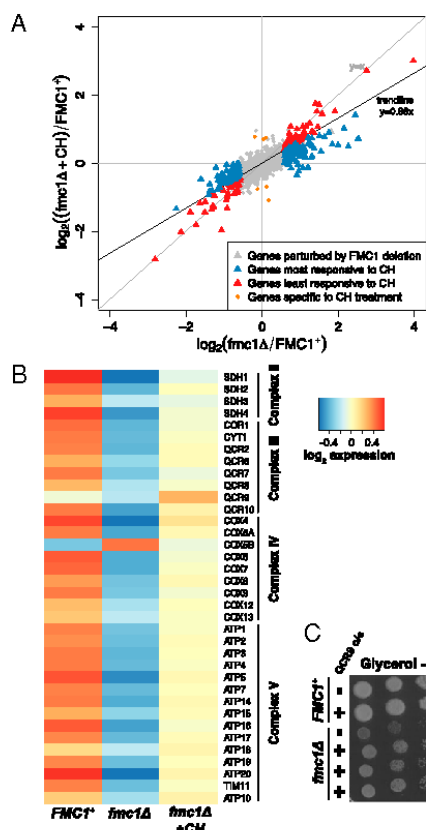 A
log2((fmc1Δ+CH)/FMC1+)
4
2
0
-2
-4
trendline
y=0.66x
Genes perturbed by FMC1 deletion
Genes most responsive to CH
Genes least responsive to CH
Genes specific to CH treatment
-4 -2 0 2 4
log2(fmc1Δ/FMC1+)
B
SDH1
SDH2
SDH3
SDH4
Complex II
COR1
CYT1
QCR2
QCR6
QCR7
QCR8
QCR9
QCR10
Complex III
COX4
COX5A
COX5B
COX6
COX7
COX8
COX9
COX12
COX13
Complex IV
ATP1
ATP2
ATP3
ATP4
ATP5
ATP7
ATP14
ATP15
ATP16
ATP17
ATP18
ATP19
ATP20
TIM11
ATP10
Complex V
FMC1+ fmc1Δ fmc1Δ
+CH
-0.4 0.4
log2 expression
C
QCR9 o/e
Glycerol -
FMC1+
-
+
fmc1Δ
-
+
+
+